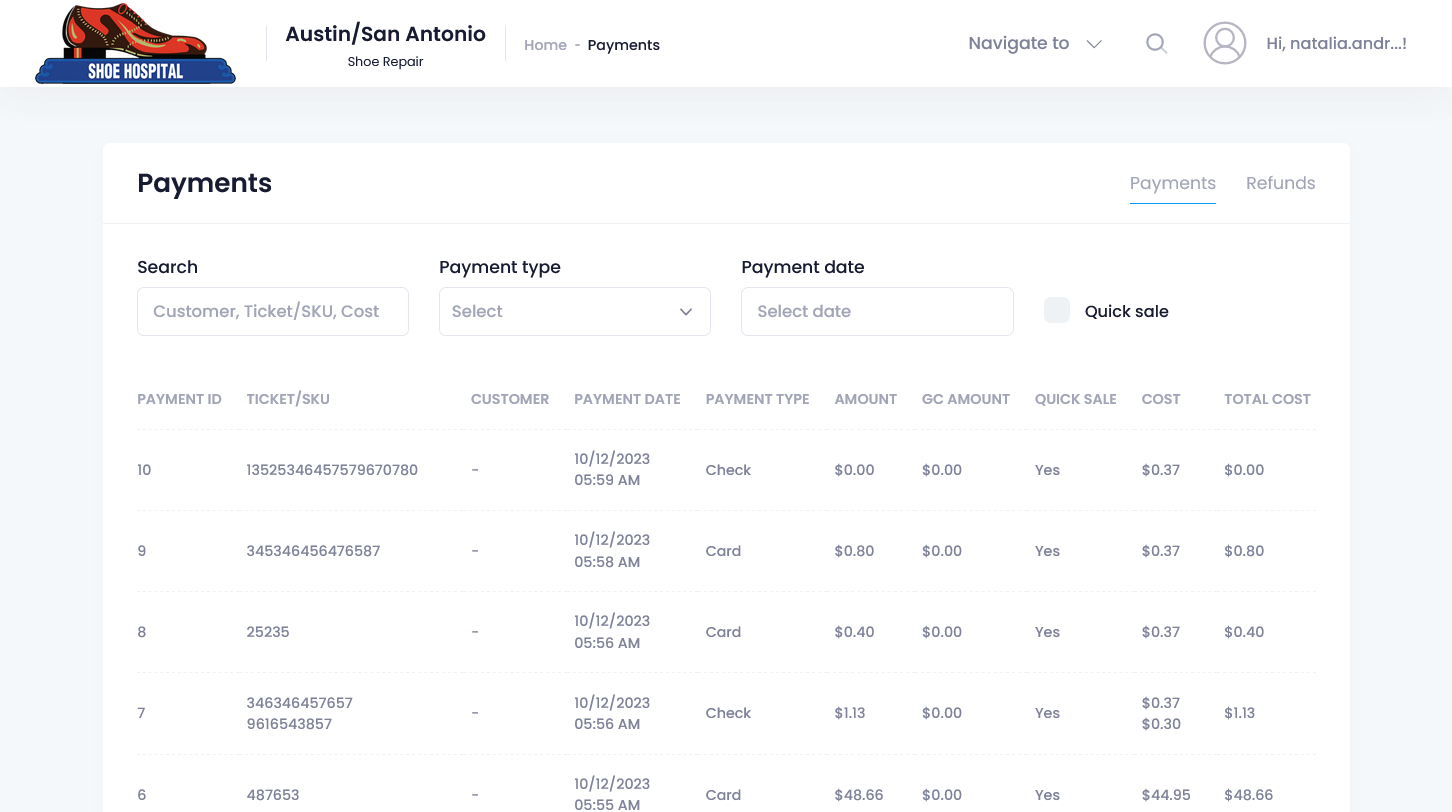 SHOE HOSPITAL
Austin/San Antonio
Shoe Repair
Home - Payments
Navigate to
Hi, natalia.andr...!
Payments
Payments Refunds
Search Payment type Payment date
Customer, Ticket/SKU, Cost Select Select date Quick sale
PAYMENT ID TICKET/SKU CUSTOMER PAYMENT DATE PAYMENT TYPE AMOUNT GC AMOUNT QUICK SALE COST TOTAL COST
10 13525346457579670780 - 10/12/2023 05:59 AM Check $0.00 $0.00 Yes $0.37 $0.00
9 345346456476587 - 10/12/2023 05:58 AM Card $0.80 $0.00 Yes $0.37 $0.80
8 25235 - 10/12/2023 05:56 AM Card $0.40 $0.00 Yes $0.37 $0.40
7 346346457657 9616543857 - 10/12/2023 05:56 AM Check $1.13 $0.00 Yes $0.37 $0.30 $1.13
6 487653 - 10/12/2023 05:55 AM Card $48.66 $0.00 Yes $44.95 $48.66